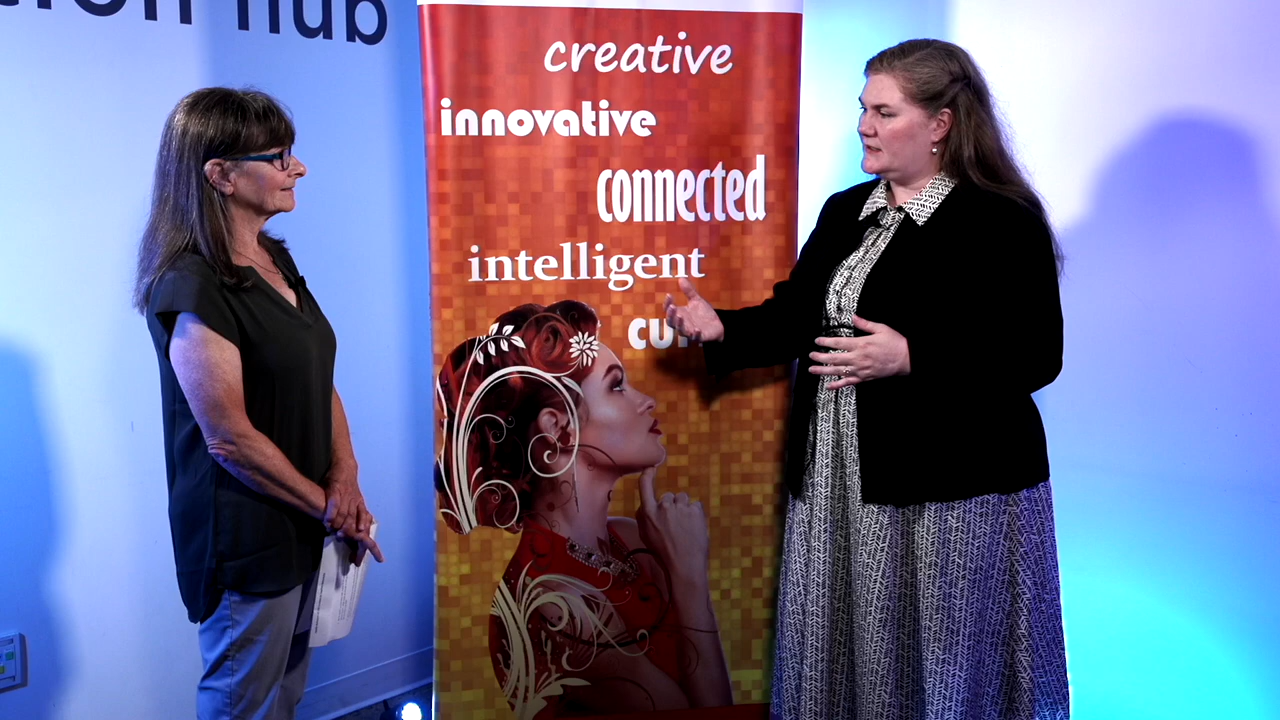 hub
creative
innovative
connected
intelligent